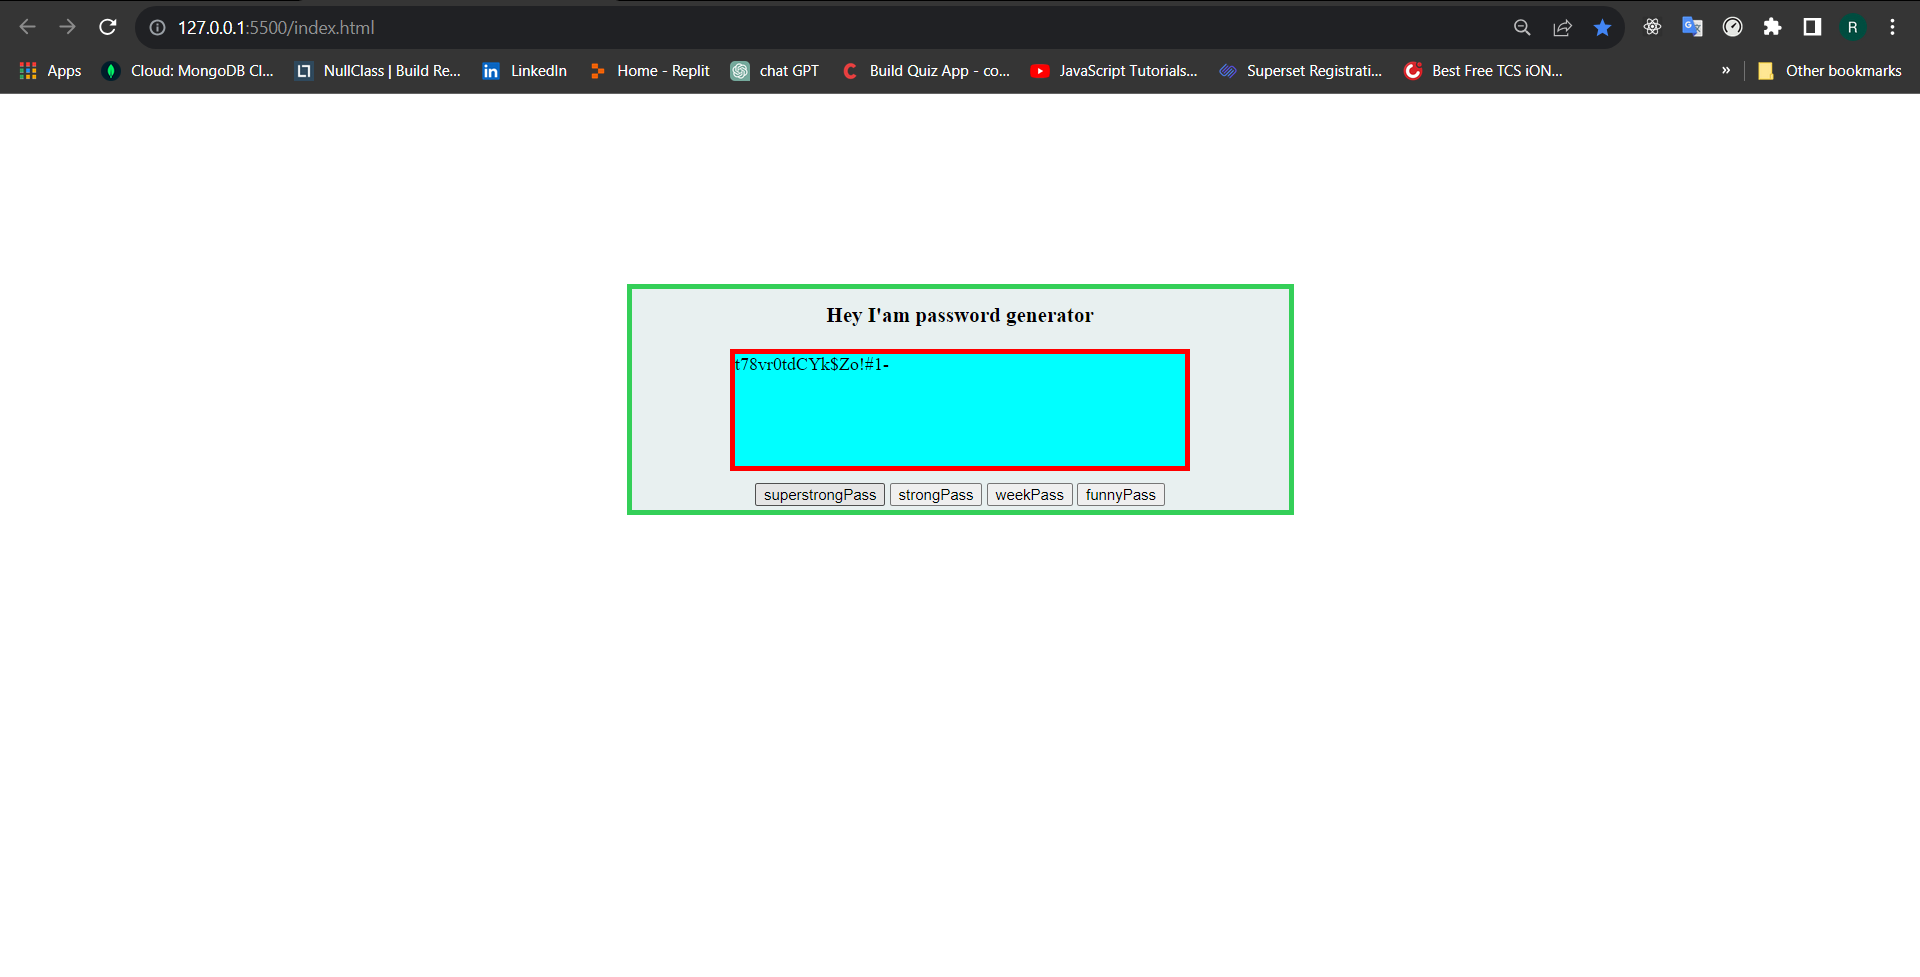 127.0.0.1:5500/index.html
R
Apps
Cloud: MongoDB Cl...
NullClass | Build Re...
LinkedIn
Home - Replit
chat GPT
Build Quiz App - co...
JavaScript Tutorials...
Superset Registrati...
Best Free TCS iON...
»
Other bookmarks
Hey I'am password generator
t78vr0tdCYk$Zo!#1-
superstrongPass
strongPass
weekPass
funnyPass